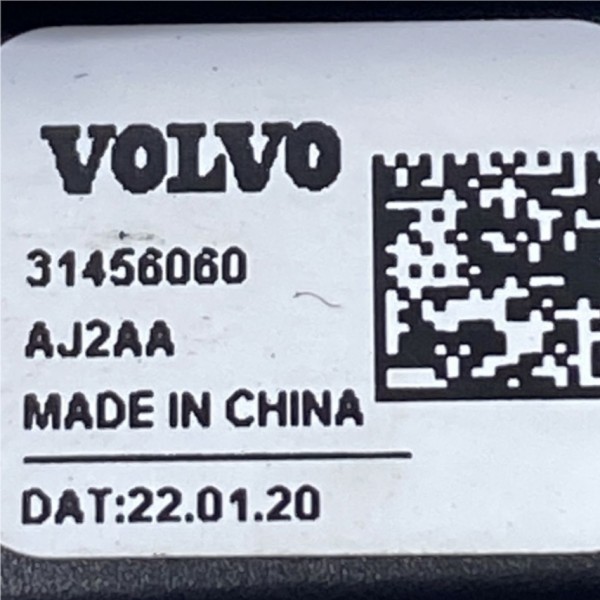 VOLVO
31456060
AJ2AA
MADE IN CHINA
DAT:22.01.20